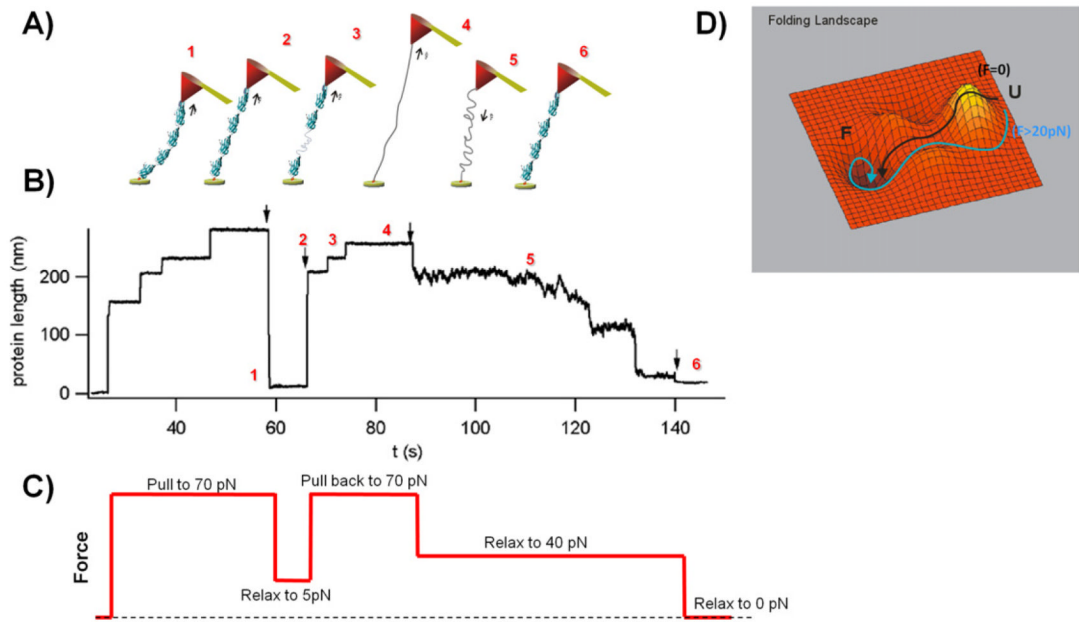 A)
1
2
3
4
5
6
D)
Folding Landscape
(F=0)
U
F
(F>20pN)
B)
protein length (nm)
200
100
0
1
2
3
4
5
6
40
60
80
100
120
140
t (s)
C)
Force
Pull to 70 pN
Relax to 5pN
Pull back to 70 pN
Relax to 40 pN
Relax to 0 pN